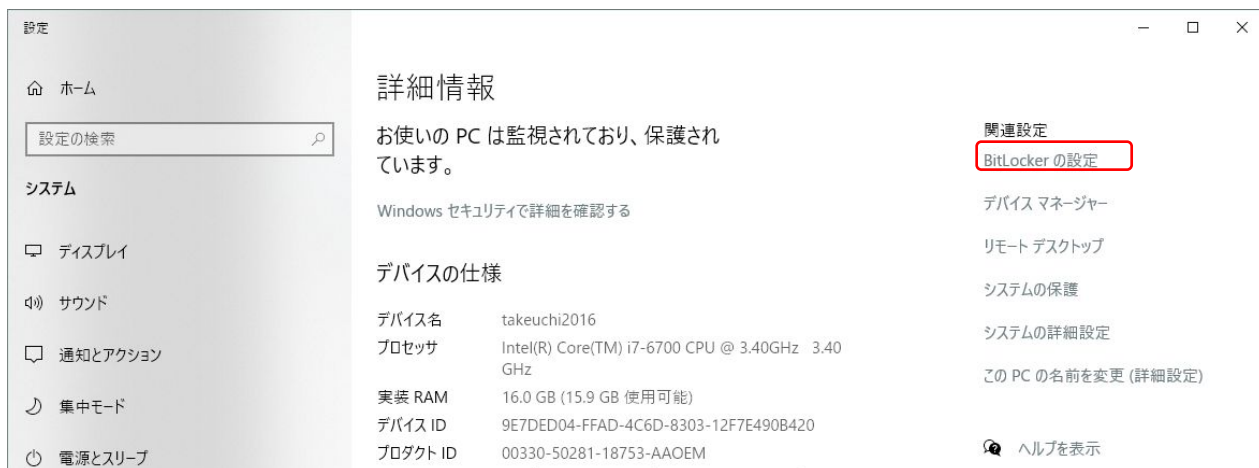 設定
ホーム
設定の検索
システム
ディスプレイ
サウンド
通知とアクション
集中モード
電源とスリープ
詳細情報
お使いの PC は監視されており、保護され
ています。
Windows セキュリティで詳細を確認する
デバイスの仕様
デバイス名 takeuchi2016
プロセッサ Intel(R) Core(TM) i7-6700 CPU @ 3.40GHz 3.40
GHz
実装 RAM 16.0 GB (15.9 GB 使用可能)
デバイス ID 9E7DED04-FFAD-4C6D-8303-12F7E490B420
プロダクト ID 00330-50281-18753-AAOEM
関連設定
BitLocker の設定
デバイス マネージャー
リモート デスクトップ
システムの保護
システムの詳細設定
この PC の名前を変更 (詳細設定)
ヘルプを表示